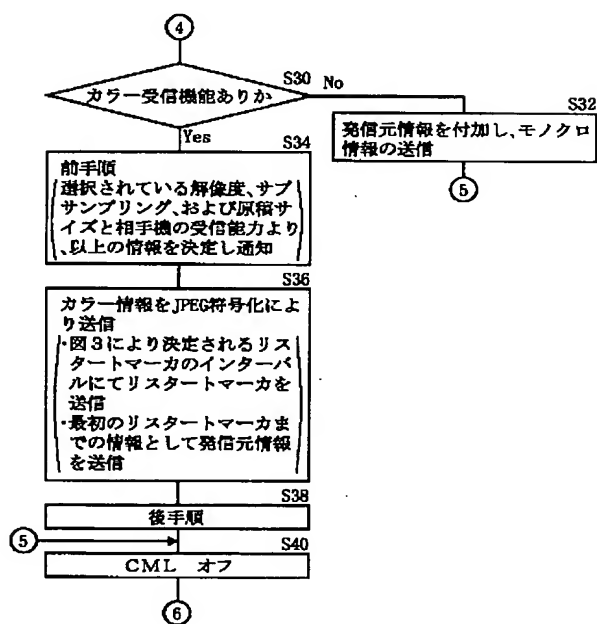 ④
S30
No
カラー受信機能ありか
S32
Yes
発信元情報を付加し、モノクロ
情報の送信
⑤
S34
前手順
選択されている解像度、サブ
サンプリング、および原稿サ
イズと相手機の受信能力より
、以上の情報を決定し通知
S36
カラー情報をJPEG符号化によ
り送信
・図3により決定されるリス
タートマーカのインターバ
ルにてリスタートマーカを
送信
・最初のリスタートマーカま
での情報として発信元情報
を送信
S38
後手順
⑤
S40
CML オフ
⑥